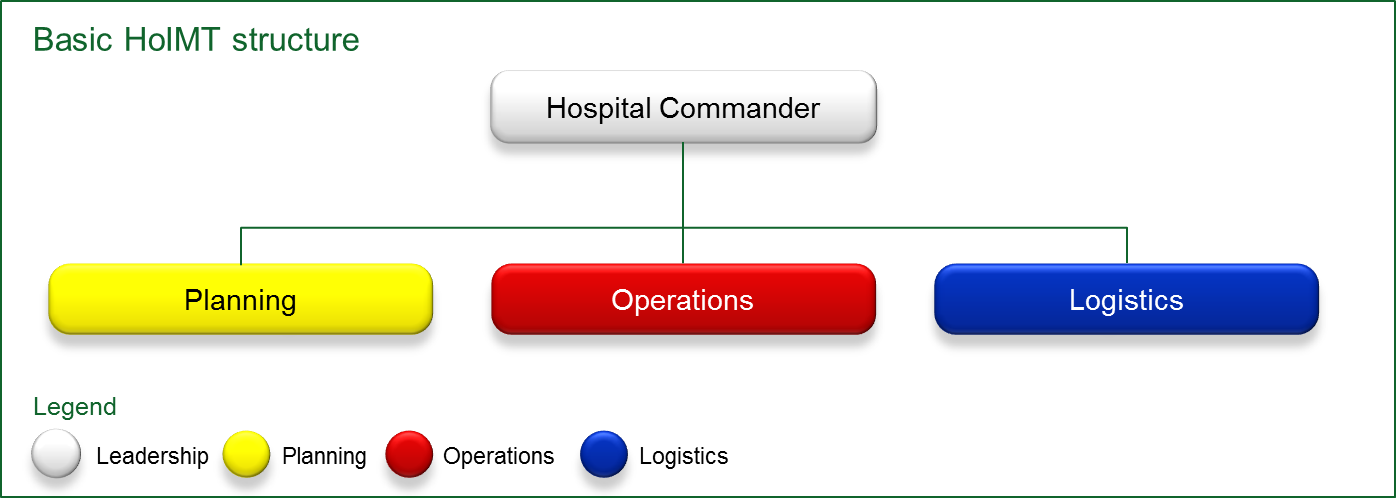 Basic HoIMT structure
Hospital Commander
Planning
Operations
Logistics
Legend
Leadership
Planning
Operations
Logistics